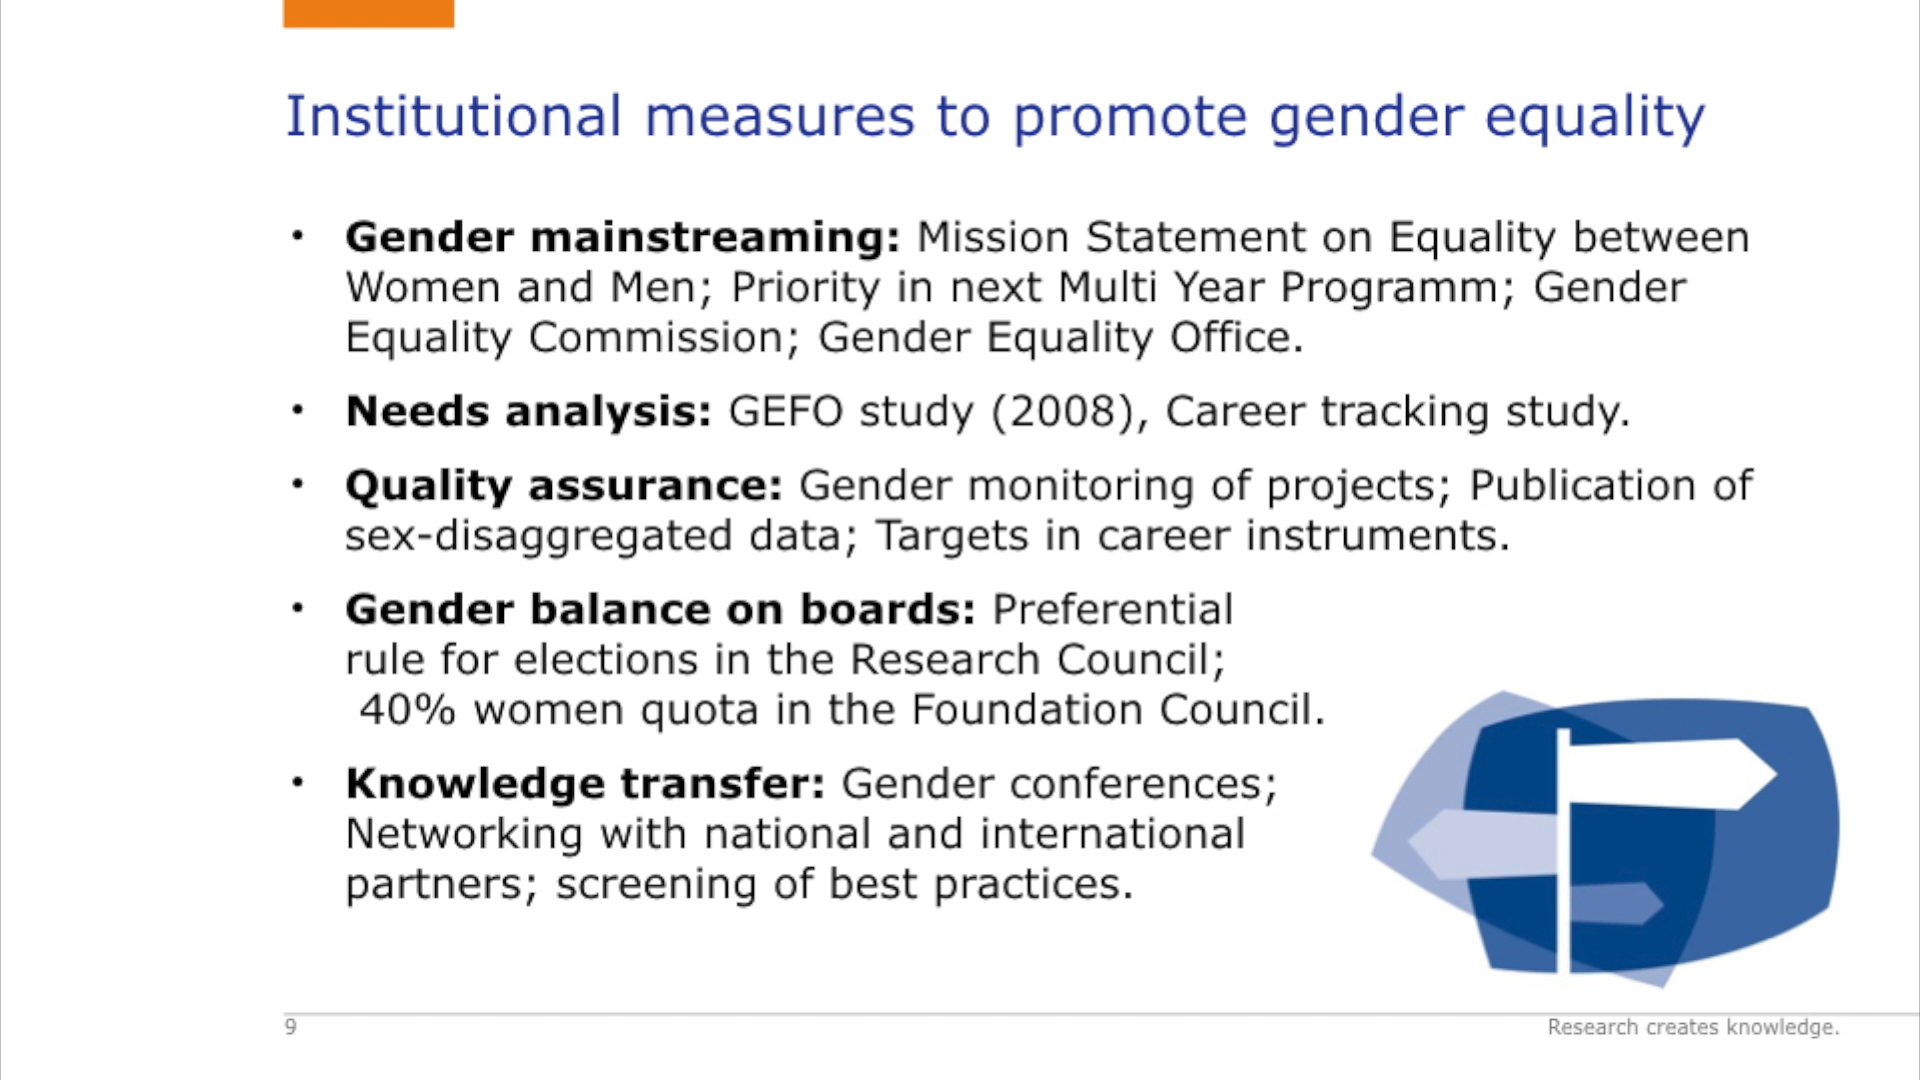 Institutional measures to promote gender equality
• Gender mainstreaming: Mission Statement on Equality between
Women and Men; Priority in next Multi Year Programm; Gender
Equality Commission; Gender Equality Office.
• Needs analysis: GEFO study (2008), Career tracking study.
• Quality assurance: Gender monitoring of projects; Publication of
sex-disaggregated data; Targets in career instruments.
• Gender balance on boards: Preferential
rule for elections in the Research Council;
40% women quota in the Foundation Council.
• Knowledge transfer: Gender conferences;
Networking with national and international
partners; screening of best practices.
9
Research creates knowledge.